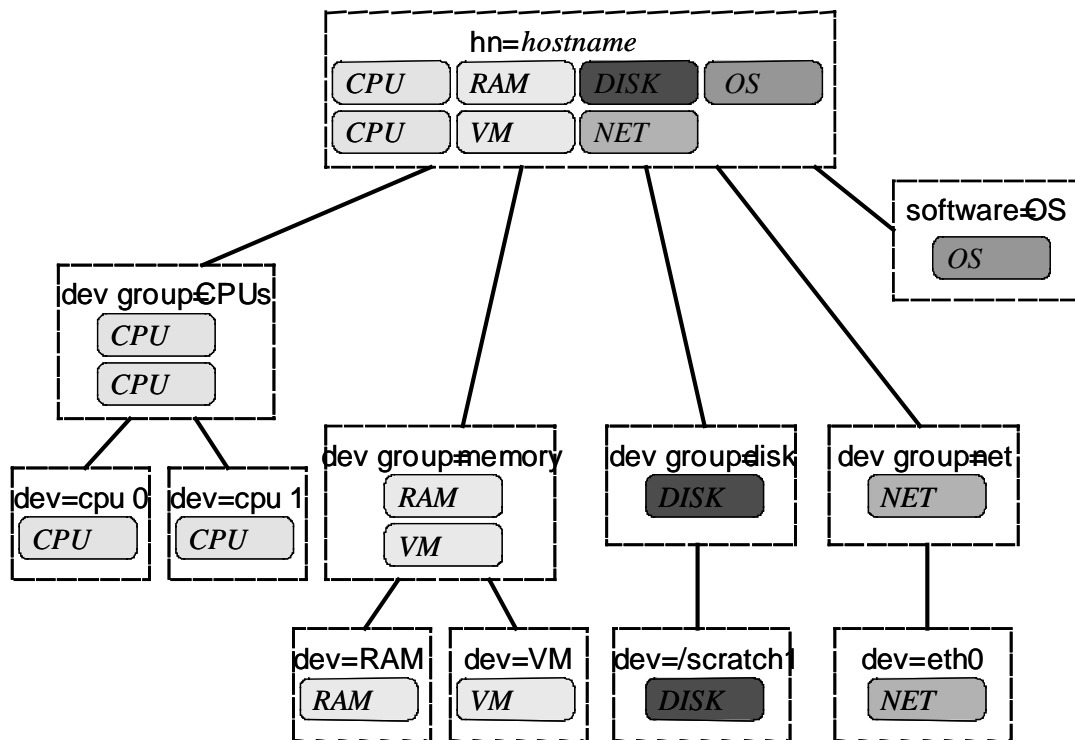 hn=hostname
CPU RAM DISK OS
CPU VM NET
software=OS
OS
dev group=CPUs
CPU
CPU
dev group=memory
RAM
VM
dev group=disk
DISK
dev group=net
NET
dev=cpu 0
CPU
dev=cpu 1
CPU
dev=RAM
RAM
dev=VM
VM
dev=/scratch1
DISK
dev=eth0
NET